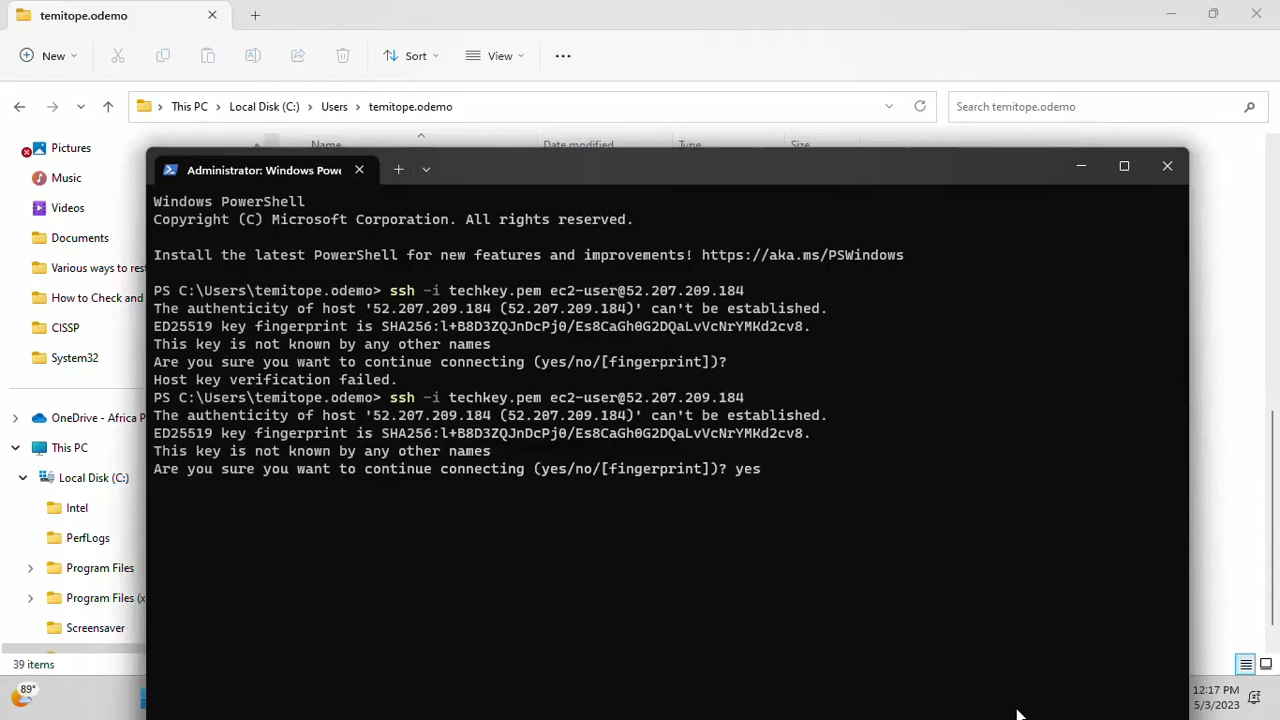 temitope.odemo
New
Sort
View
This PC
Local Disk (C:)
Users
temitope.odemo
Search temitope.odemo
Name
Date modified
Type
Size
Pictures
Music
Videos
Documents
Various ways to res
How to Check and
CISSP
System32
OneDrive - Africa P
This PC
Local Disk (C:)
Intel
PerfLogs
Program Files
Program Files (x
Screensaver
39 items
Administrator: Windows Powe
Windows PowerShell
Copyright (C) Microsoft Corporation. All rights reserved.
Install the latest PowerShell for new features and improvements! https://aka.ms/PSWindows
PS C:\Users\temitope.odemo> ssh -i techkey.pem ec2-user@52.207.209.184
The authenticity of host '52.207.209.184 (52.207.209.184)' can't be established.
ED25519 key fingerprint is SHA256:l+B8D3ZQJnDcPj0/Es8CaGh0G2DQaLvVcNrYMKd2cv8.
This key is not known by any other names
Are you sure you want to continue connecting (yes/no/[fingerprint])?
Host key verification failed.
PS C:\Users\temitope.odemo> ssh -i techkey.pem ec2-user@52.207.209.184
The authenticity of host '52.207.209.184 (52.207.209.184)' can't be established.
ED25519 key fingerprint is SHA256:l+B8D3ZQJnDcPj0/Es8CaGh0G2DQaLvVcNrYMKd2cv8.
This key is not known by any other names
Are you sure you want to continue connecting (yes/no/[fingerprint])? yes
89°
12:17 PM
5/3/2023